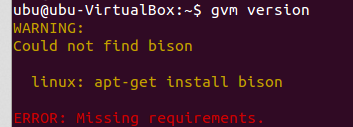 ubu@ubu-VirtualBox:~$ gvm version
WARNING:
Could not find bison
linux: apt-get install bison
ERROR: Missing requirements.